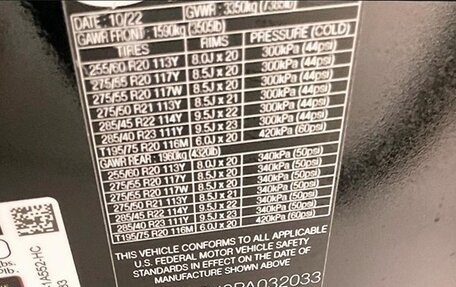 DATE: 10/22 GVWR: 3350kg (7385lb)
GAWR FRONT: 1590kg (3505lb)
TIRES RIMS PRESSURE (COLD)
255/60 R20 113Y 8.0J x 20 300kPa (44psi)
275/55 R20 117Y 8.5J x 20 300kPa (44psi)
275/55 R20 117W 8.5J x 20 300kPa (44psi)
275/50 R21 113Y 8.5J x 21 300kPa (44psi)
285/45 R22 114Y 9.5J x 22 300kPa (44psi)
285/40 R23 111Y 9.5J x 23 300kPa (44psi)
T195/75 R20 116M 6.0J x 20 420kPa (60psi)
GAWR REAR: 1960kg (4320lb)
255/60 R20 113Y 8.0J x 20 340kPa (50psi)
275/55 R20 117Y 8.5J x 20 340kPa (50psi)
275/55 R20 117W 8.5J x 20 340kPa (50psi)
275/50 R21 113Y 8.5J x 21 340kPa (50psi)
285/45 R22 114Y 9.5J x 22 340kPa (50psi)
285/40 R23 111Y 9.5J x 23 340kPa (50psi)
T195/75 R20 116M 6.0J x 20 420kPa (60psi)
THIS VEHICLE CONFORMS TO ALL APPLICABLE
U.S. FEDERAL MOTOR VEHICLE SAFETY
STANDARDS IN EFFECT ON THE DATE OF
MANUFACTURE SHOWN ABOVE
PA032033